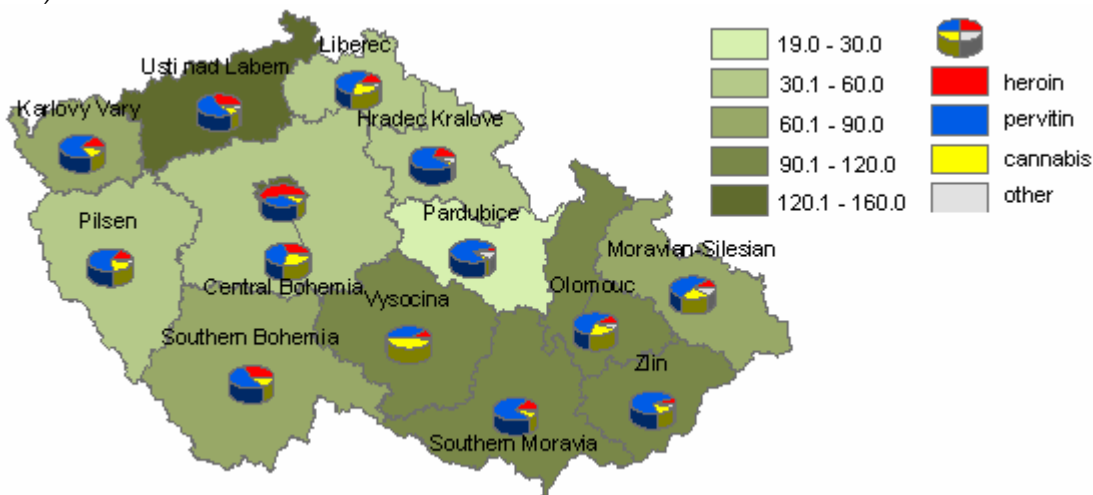 Liberec
Usti nad Labem
Karlovy Vary
Hradec Kralove
Pilsen
Pardubice
Moravian-Silesian
Central Bohemia
Vysocina
Olomouc
Southern Bohemia
Zlin
Southern Moravia
19.0 - 30.0
30.1 - 60.0
60.1 - 90.0
90.1 - 120.0
120.1 - 160.0
heroin
pervitin
cannabis
other